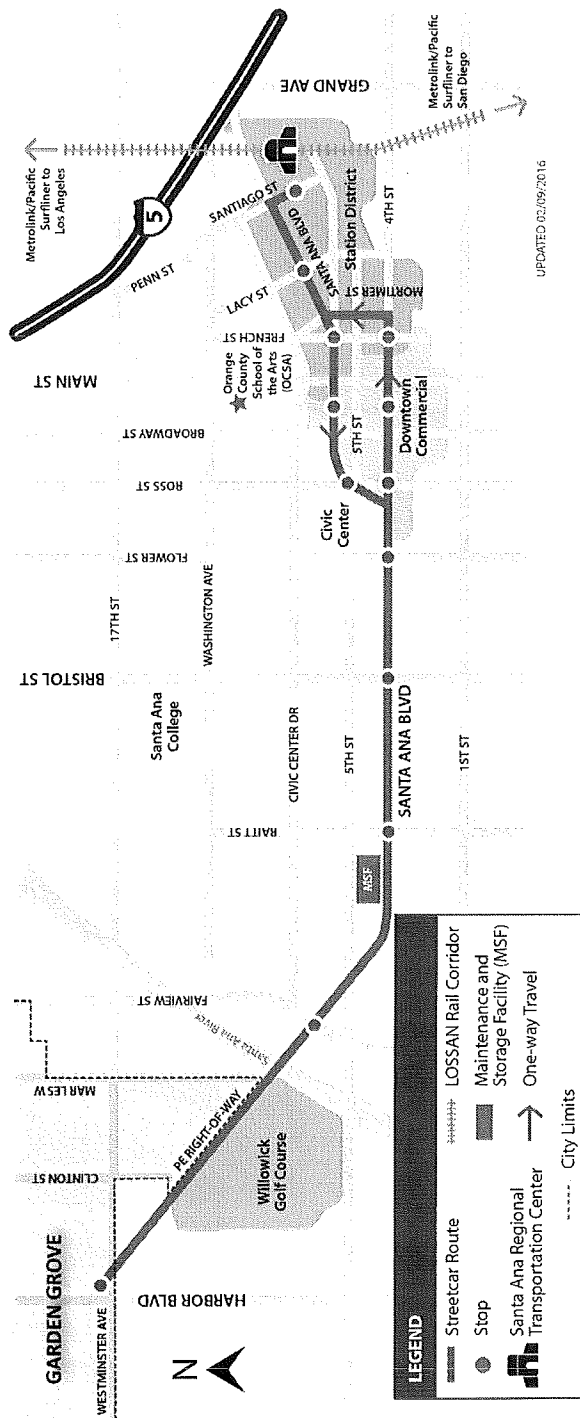 GARDEN GROVE
WESTMINSTER AVE
HARBOR BLVD
N
CLINTON ST
MAR LES W
PE RIGHT-OF-WAY
Willowick
Golf Course
Santa Ana River
FAIRVIEW ST
MSF
RAITT ST
Santa Ana
College
BRISTOL ST
17TH ST
WASHINGTON AVE
CIVIC CENTER DR
5TH ST
SANTA ANA BLVD
1ST ST
FLOWER ST
ROSS ST
BROADWAY ST
MAIN ST
Civic
Center
5TH ST
Downtown
Commercial
Orange
County
School of
the Arts
(OCSA)
FRENCH ST
LACY ST
MORTIMER ST
PENN ST
SANTIAGO ST
SANTA ANA BLVD
Station District
4TH ST
GRAND AVE
5
Metrolink/Pacific
Surfliner to
Los Angeles
Metrolink/Pacific
Surfliner to
San Diego
UPDATED 02/09/2016
LEGEND
Streetcar Route
Stop
Santa Ana Regional
Transportation Center
LOSSAN Rail Corridor
Maintenance and
Storage Facility (MSF)
One-way Travel
City Limits